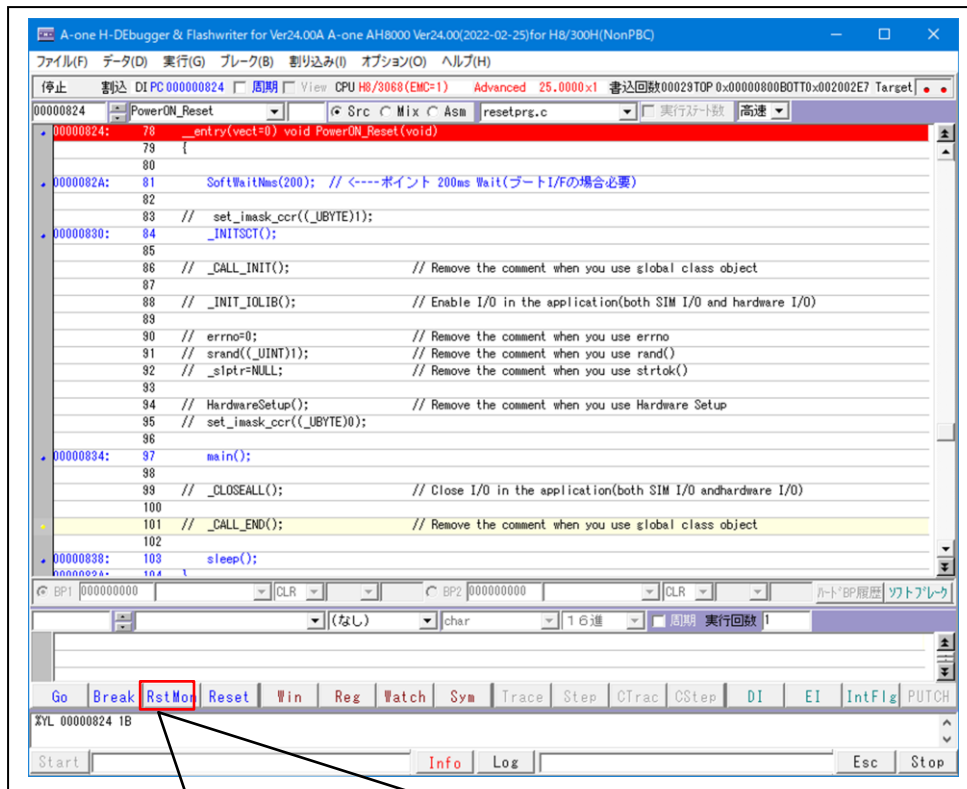 A-one H-DEbugger & Flashwriter for Ver24.00A A-one AH8000 Ver24.00(2022-02-25)for H8/300H(NonPBC)
ファイル(F) データ(D) 実行(G) ブレーク(B) 割り込み(I) オプション(O) ヘルプ(H)
停止 割込 DI PC 000000824 周期 View CPU H8/3068(EMC=1) Advanced 25.0000x1 書込回数00029TOP 0x00000800BOTT0x002002E7 Target
00000824 PowerON_Reset Src Mix Asm resetprg.c 実行ステート数 高速
00000824: 78 __entry(vect=0) void PowerON_Reset(void)
79 {
80
0000082A: 81 SoftWaitNms(200); // <----ポイント 200ms Wait(ブートI/Fの場合必要)
82
83 // set_imask_ccr((_UBYTE)1);
00000830: 84 _INITSCT();
85
86 // _CALL_INIT(); // Remove the comment when you use global class object
87
88 // _INIT_IOLIB(); // Enable I/O in the application(both SIM I/O and hardware I/O)
89
90 // errno=0; // Remove the comment when you use errno
91 // srand((_UINT)1); // Remove the comment when you use rand()
92 // _s1ptr=NULL; // Remove the comment when you use strtok()
93
94 // HardwareSetup(); // Remove the comment when you use Hardware Setup
95 // set_imask_ccr((_UBYTE)0);
96
00000834: 97 main();
98
99 // _CLOSEALL(); // Close I/O in the application(both SIM I/O andhardware I/O)
100
101 // _CALL_END(); // Remove the comment when you use global class object
102
00000838: 103 sleep();
0000083A: 104 }
BP1 000000000 CLR BP2 000000000 CLR ハードBP履歴 ソフトブレーク
(なし) char 16進 周期 実行回数 1
Go Break RstMon Reset Win Reg Watch Sym Trace Step CTrac CStep DI EI IntFlg PUTCH
%YL 00000824 1B
Start Info Log Esc Stop